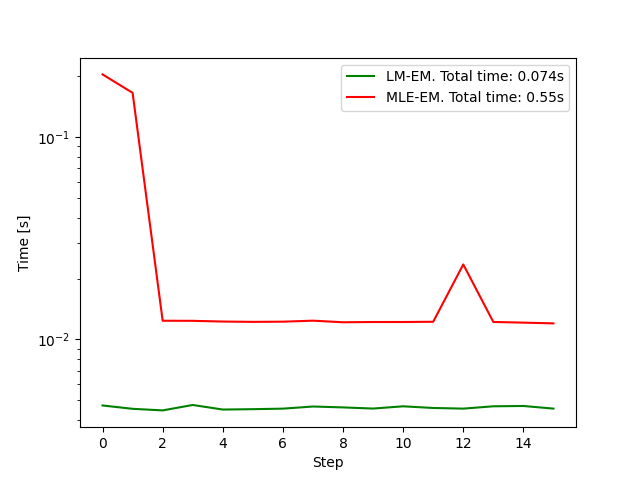 LM-EM. Total time: 0.074s
MLE-EM. Total time: 0.55s
Time [s]
10⁻¹
10⁻²
0 2 4 6 8 10 12 14
Step